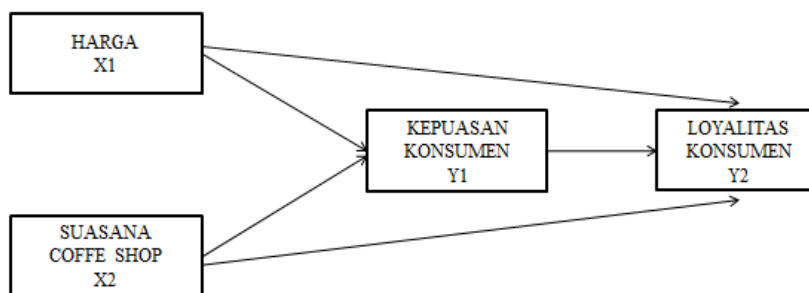 HARGA
X1
KEPUASAN
KONSUMEN
Y1
LOYALITAS
KONSUMEN
Y2
SUASANA
COFFE SHOP
X2